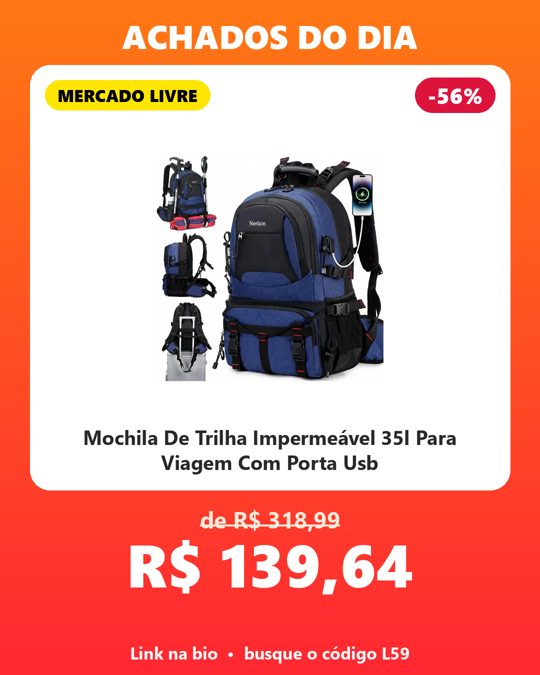 ACHADOS DO DIA
MERCADO LIVRE
-56%
Nertion
Mochila De Trilha Impermeável 35l Para
Viagem Com Porta Usb
de R$ 318,99
R$ 139,64
Link na bio • busque o código L59